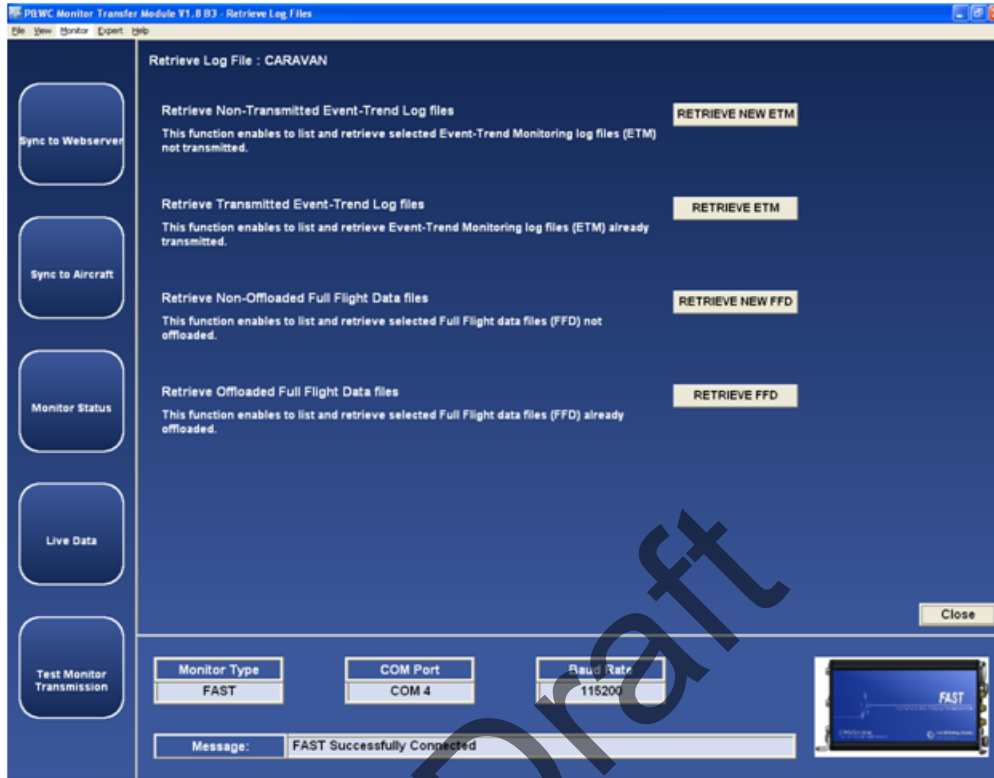 P&WC Monitor Transfer Module V1.8 B3 - Retrieve Log Files
File View Monitor Expert Help
Retrieve Log File : CARAVAN
Retrieve Non-Transmitted Event-Trend Log files
RETRIEVE NEW ETM
This function enables to list and retrieve selected Event-Trend Monitoring log files (ETM)
not transmitted.
Sync to Webserver
Retrieve Transmitted Event-Trend Log files
RETRIEVE ETM
This function enables to list and retrieve Event-Trend Monitoring log files (ETM) already
transmitted.
Sync to Aircraft
Retrieve Non-Offloaded Full Flight Data files
RETRIEVE NEW FFD
This function enables to list and retrieve selected Full Flight data files (FFD) not
offloaded.
Monitor Status
Retrieve Offloaded Full Flight Data files
RETRIEVE FFD
This function enables to list and retrieve selected Full Flight data files (FFD) already
offloaded.
Live Data
Draft
Close
Test Monitor
Transmission
Monitor Type
COM Port
Baud Rate
FAST
COM 4
115200
FAST
Message:
FAST Successfully Connected